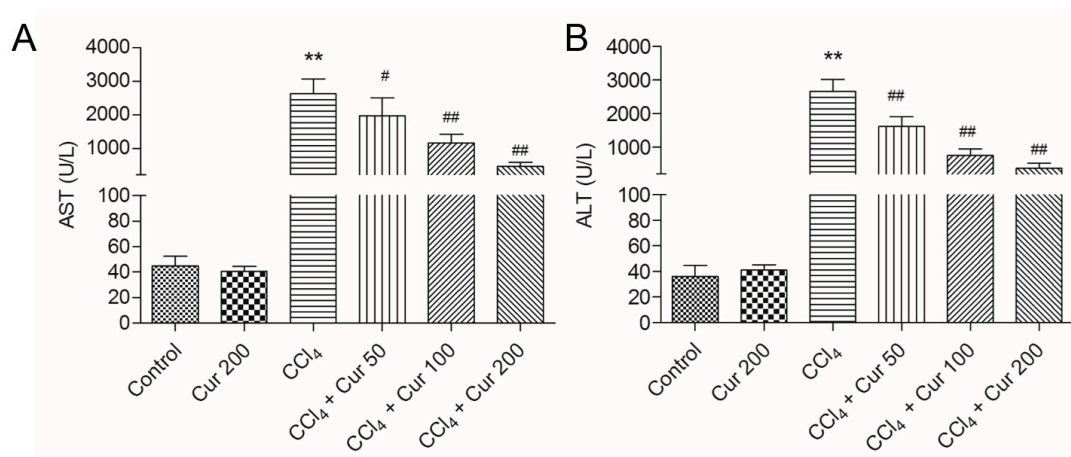 A
AST (U/L)
4000
3000
2000
1000
100
80
60
40
20
0
**
#
##
##
Control
Cur 200
CCl₄
CCl₄ + Cur 50
CCl₄ + Cur 100
CCl₄ + Cur 200
B
ALT (U/L)
4000
3000
2000
1000
100
80
60
40
20
0
**
##
##
##
Control
Cur 200
CCl₄
CCl₄ + Cur 50
CCl₄ + Cur 100
CCl₄ + Cur 200